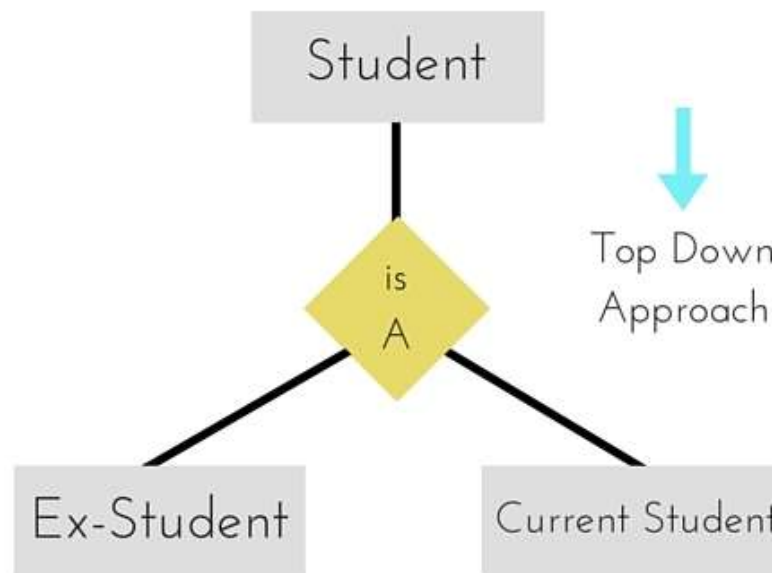 Student
is
A
Top Down
Approach
Ex-Student
Current Student